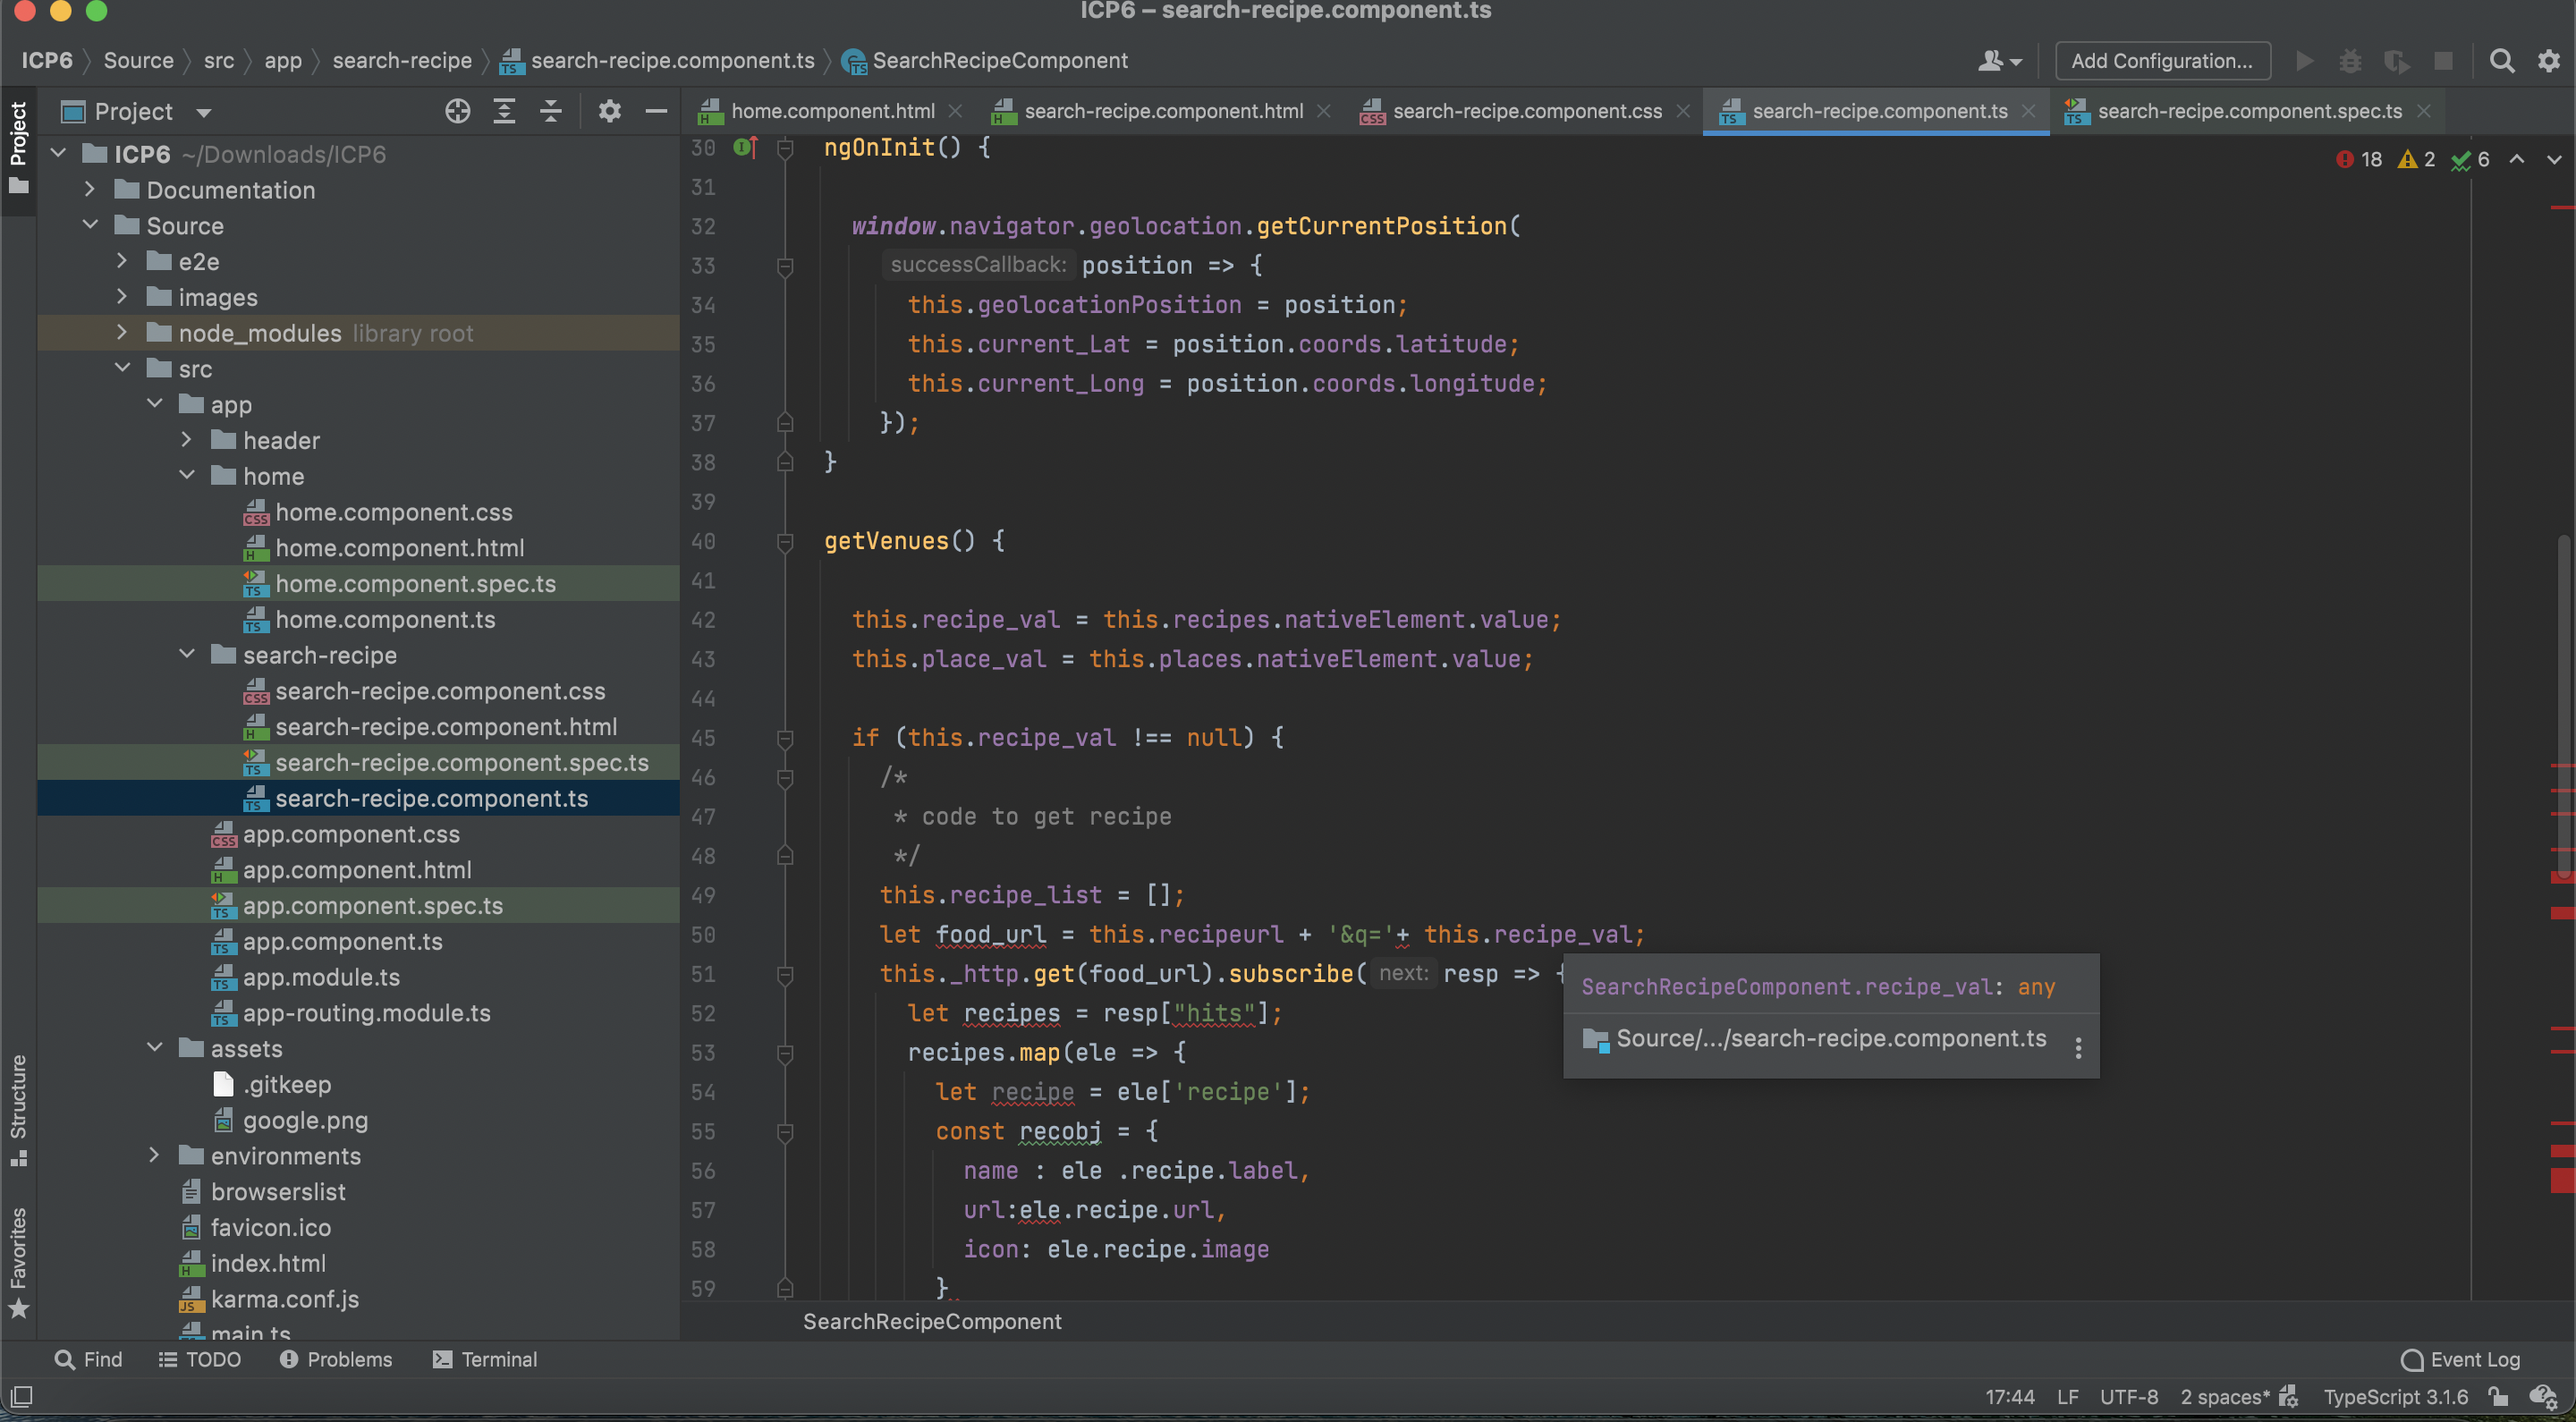 ICP6 – search-recipe.component.ts
ICP6 Source src app search-recipe search-recipe.component.ts SearchRecipeComponent
Add Configuration...
Project
Project
home.component.html
search-recipe.component.html
search-recipe.component.css
search-recipe.component.ts
search-recipe.component.spec.ts
ICP6 ~/Downloads/ICP6
Documentation
Source
e2e
images
node_modules library root
src
app
header
home
home.component.css
home.component.html
home.component.spec.ts
home.component.ts
search-recipe
search-recipe.component.css
search-recipe.component.html
search-recipe.component.spec.ts
search-recipe.component.ts
app.component.css
app.component.html
app.component.spec.ts
app.component.ts
app.module.ts
app-routing.module.ts
assets
.gitkeep
google.png
environments
browserslist
favicon.ico
index.html
karma.conf.js
main.ts
Structure
Favorites
18 2 6
30 ngOnInit() {
31
32 window.navigator.geolocation.getCurrentPosition(
33 successCallback: position => {
34 this.geolocationPosition = position;
35 this.current_Lat = position.coords.latitude;
36 this.current_Long = position.coords.longitude;
37 });
38 }
39
40 getVenues() {
41
42 this.recipe_val = this.recipes.nativeElement.value;
43 this.place_val = this.places.nativeElement.value;
44
45 if (this.recipe_val !== null) {
46 /*
47 * code to get recipe
48 */
49 this.recipe_list = [];
50 let food_url = this.recipeurl + '&q='+ this.recipe_val;
51 this._http.get(food_url).subscribe( next: resp => {
52 let recipes = resp["hits"];
53 recipes.map(ele => {
54 let recipe = ele['recipe'];
55 const recobj = {
56 name : ele .recipe.label,
57 url:ele.recipe.url,
58 icon: ele.recipe.image
59 }
SearchRecipeComponent.recipe_val: any
Source/.../search-recipe.component.ts
SearchRecipeComponent
Find TODO Problems Terminal
Event Log
17:44 LF UTF-8 2 spaces* TypeScript 3.1.6